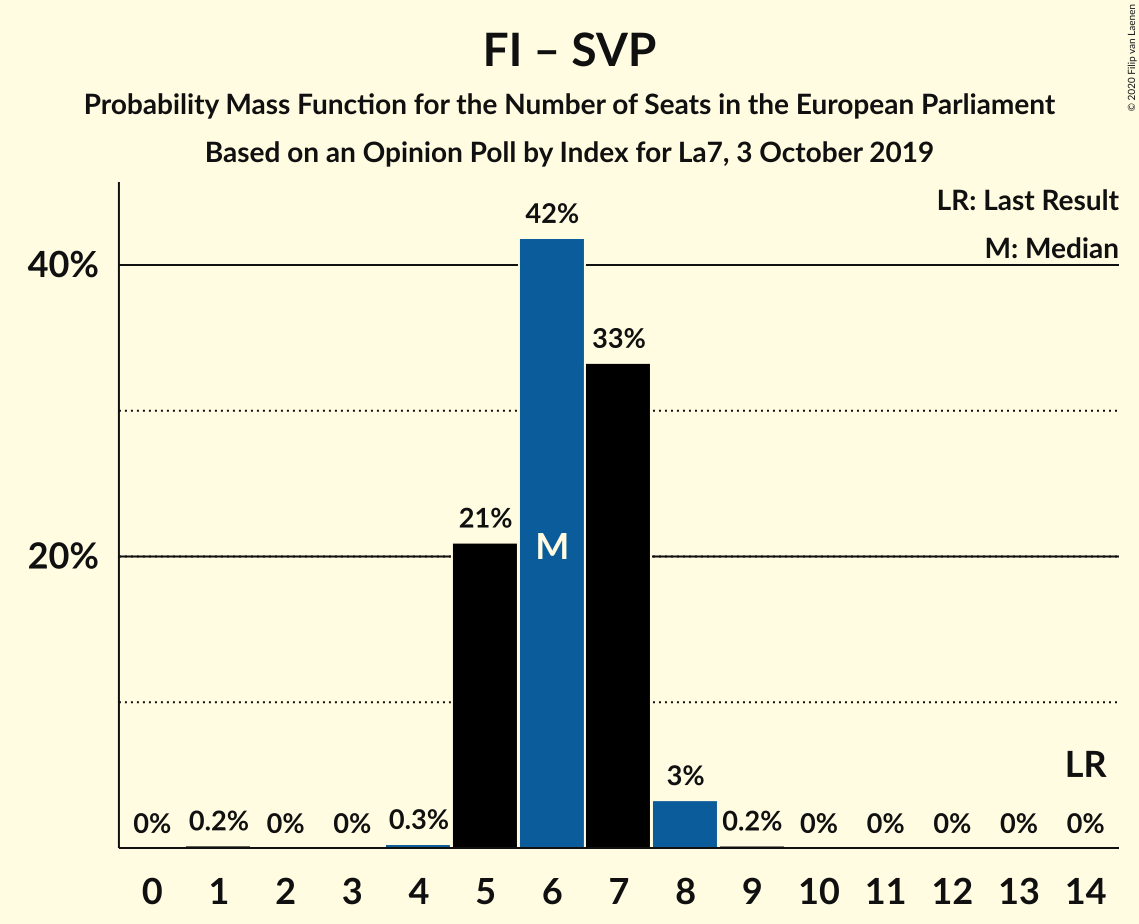 FI – SVP
Probability Mass Function for the Number of Seats in the European Parliament
Based on an Opinion Poll by Index for La7, 3 October 2019
© 2020 Filip van Laenen
LR: Last Result
M: Median
40%
20%
42%
33%
21%
M
3%
LR
0% 0.2% 0% 0% 0.3% 0.2% 0% 0% 0% 0% 0%
0 1 2 3 4 5 6 7 8 9 10 11 12 13 14